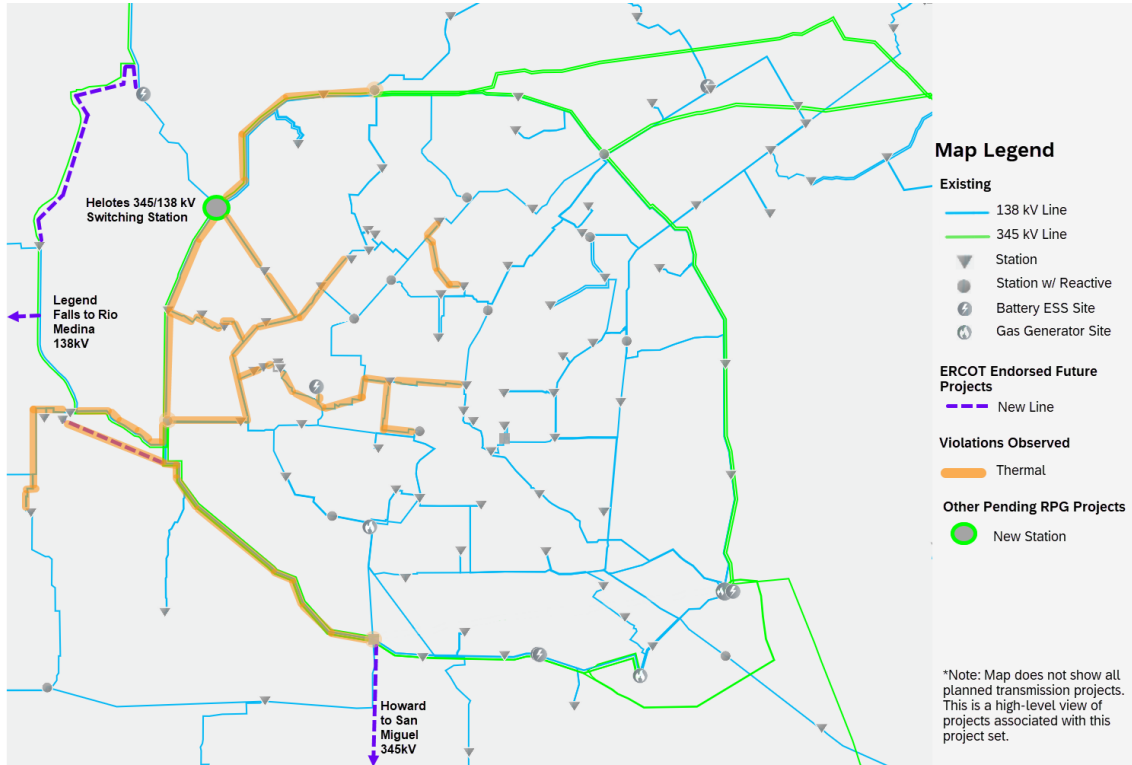 Helotes 345/138 kV
Switching Station
Legend
Falls to Rio
Medina
138kV
Howard
to San
Miguel
345kV
Map Legend
Existing
138 kV Line
345 kV Line
Station
Station w/ Reactive
Battery ESS Site
Gas Generator Site
ERCOT Endorsed Future
Projects
New Line
Violations Observed
Thermal
Other Pending RPG Projects
New Station
*Note: Map does not show all
planned transmission projects.
This is a high-level view of
projects associated with this
project set.